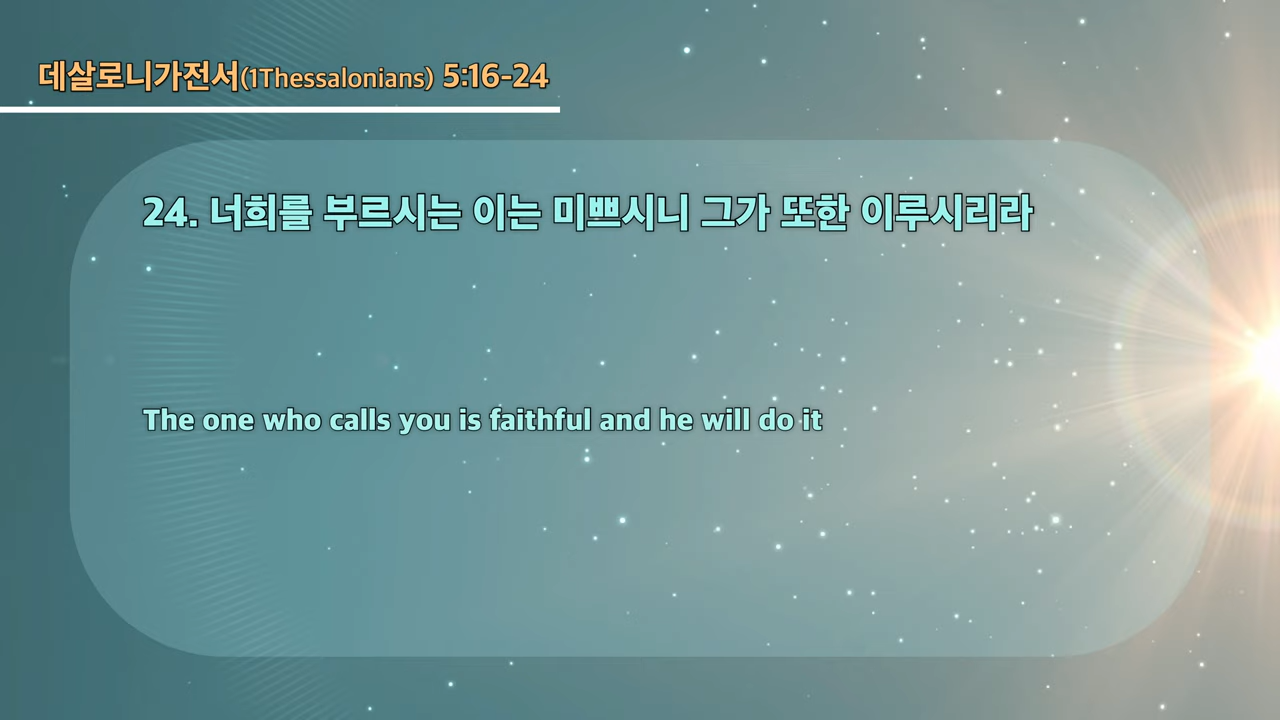 데살로니가전서(1Thessalonians) 5:16-24
24. 너희를 부르시는 이는 미쁘시니 그가 또한 이루시리라
The one who calls you is faithful and he will do it